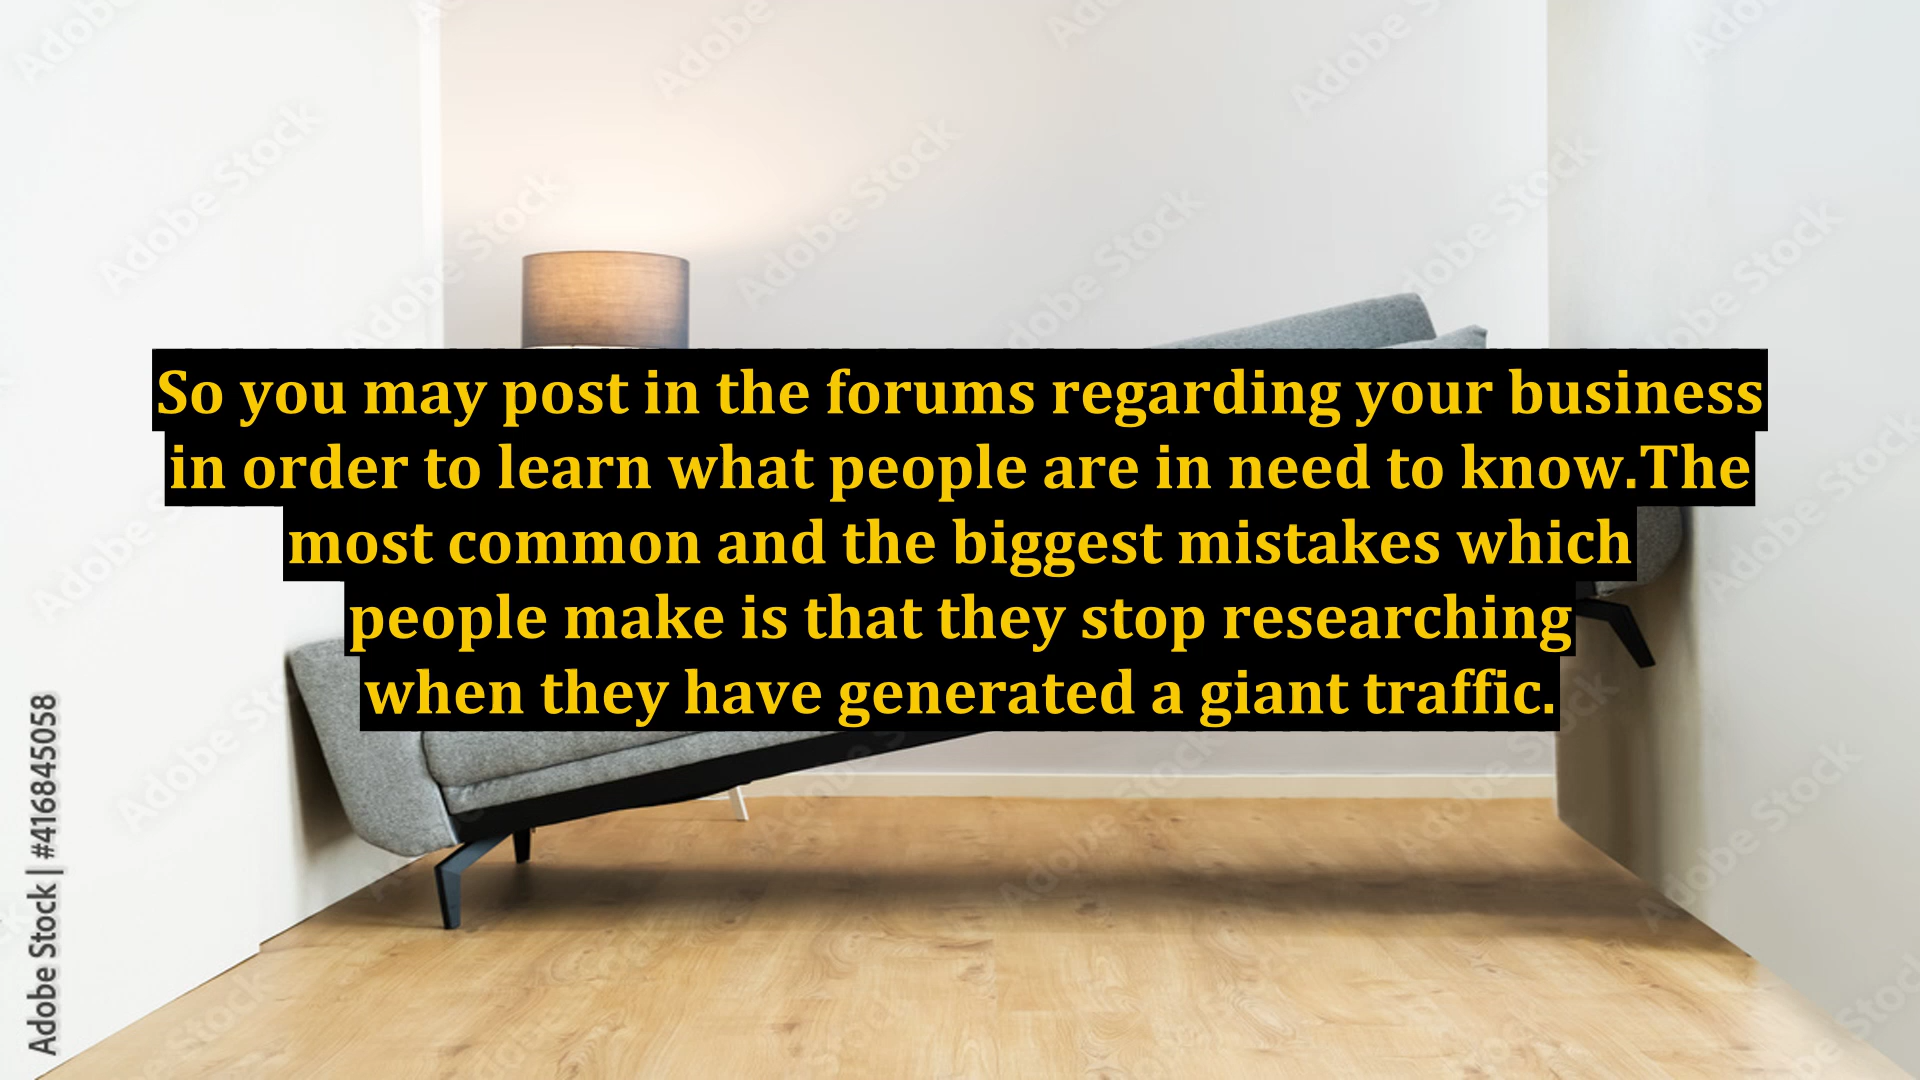 So you may post in the forums regarding your business
in order to learn what people are in need to know.The
most common and the biggest mistakes which
people make is that they stop researching
when they have generated a giant traffic.
Adobe Stock | #416845058
Adobe Stock